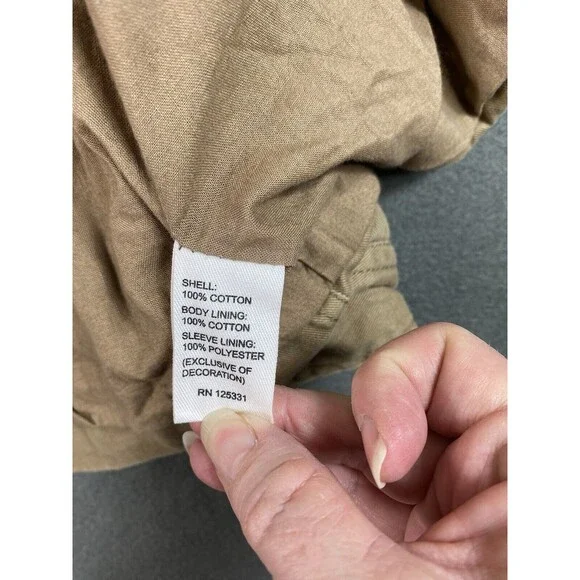 SHELL:
100% COTTON
BODY LINING:
100% COTTON
SLEEVE LINING:
100% POLYESTER
(EXCLUSIVE OF
DECORATION)
RN 125331